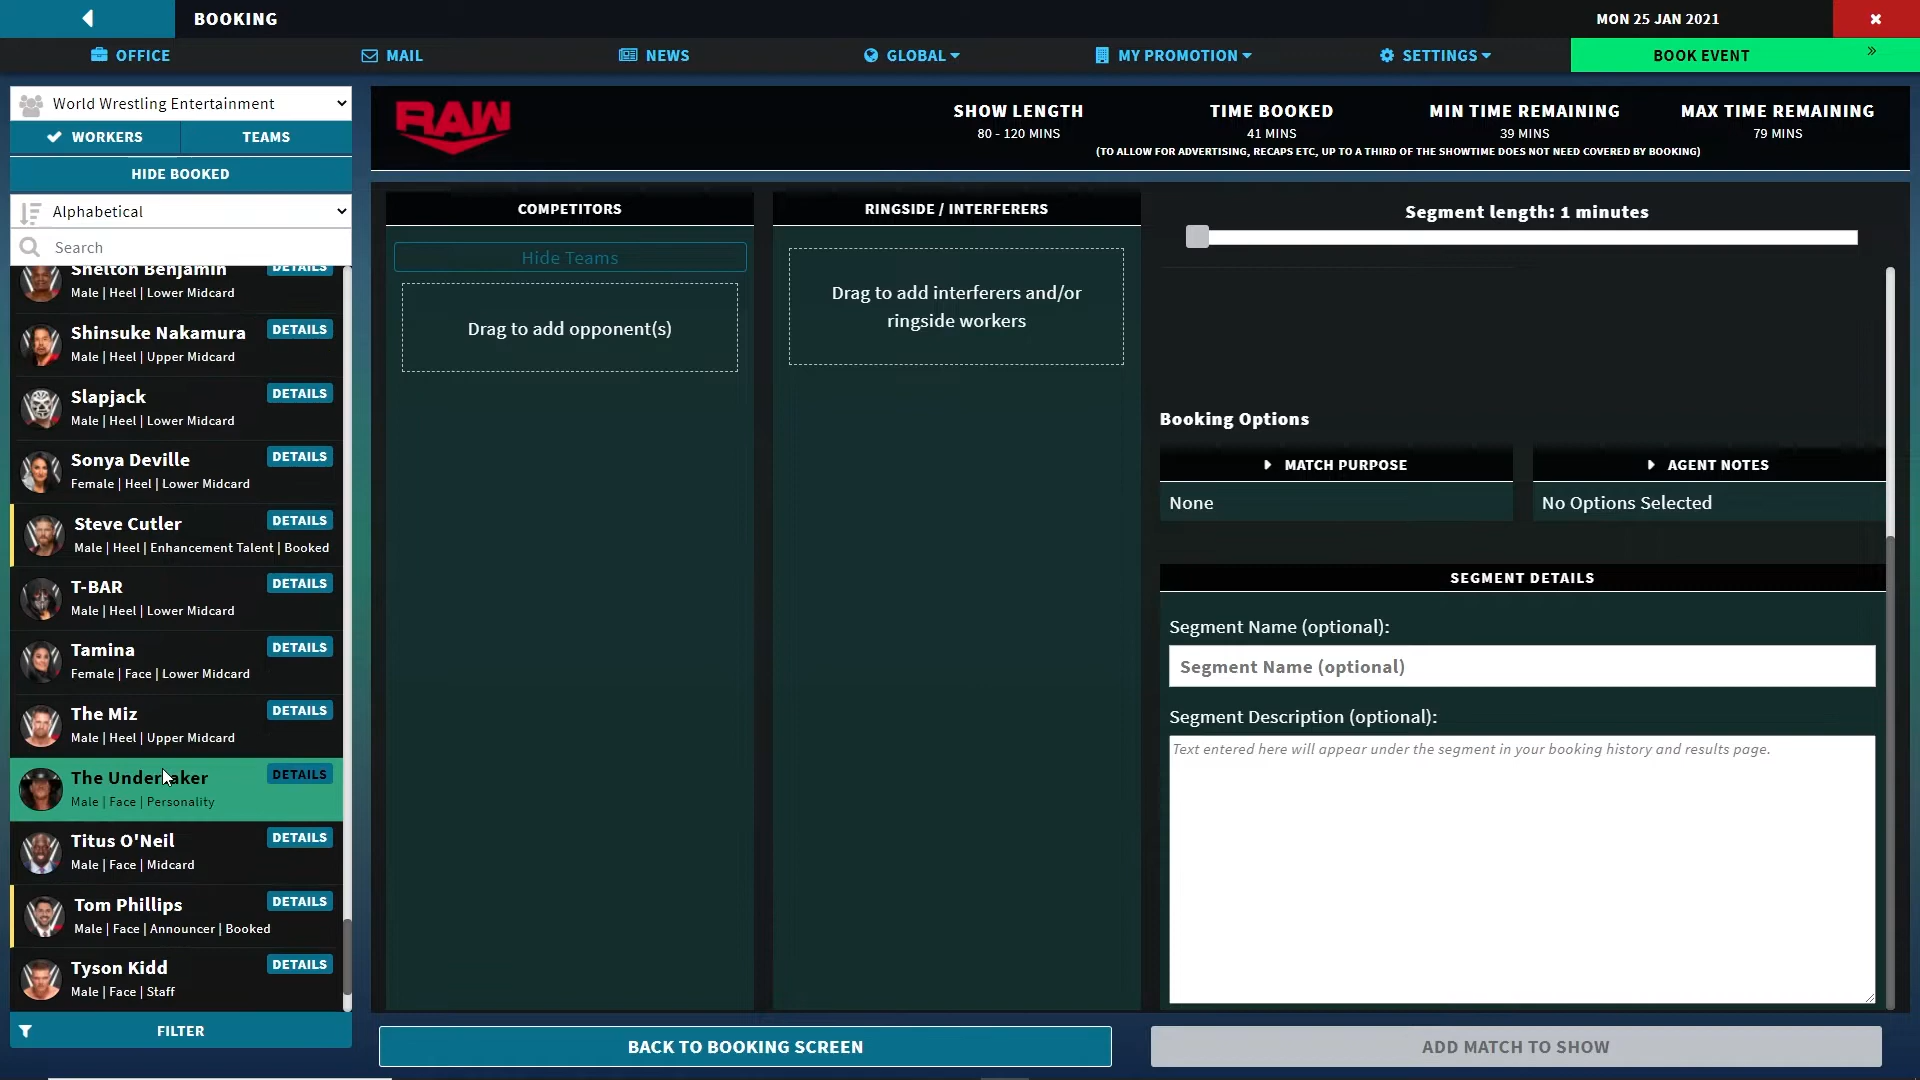 BOOKING
MON 25 JAN 2021
OFFICE
MAIL
NEWS
GLOBAL
MY PROMOTION
SETTINGS
BOOK EVENT
World Wrestling Entertainment
WORKERS
TEAMS
HIDE BOOKED
Alphabetical
Search
Shelton Benjamin
DETAILS
Male | Heel | Lower Midcard
Shinsuke Nakamura
DETAILS
Male | Heel | Upper Midcard
Slapjack
DETAILS
Male | Heel | Lower Midcard
Sonya Deville
DETAILS
Female | Heel | Lower Midcard
Steve Cutler
DETAILS
Male | Heel | Enhancement Talent | Booked
T-BAR
DETAILS
Male | Heel | Lower Midcard
Tamina
DETAILS
Female | Face | Lower Midcard
The Miz
DETAILS
Male | Heel | Upper Midcard
The Undertaker
DETAILS
Male | Face | Personality
Titus O'Neil
DETAILS
Male | Face | Midcard
Tom Phillips
DETAILS
Male | Face | Announcer | Booked
Tyson Kidd
DETAILS
Male | Face | Staff
FILTER
RAW
SHOW LENGTH
80 - 120 MINS
TIME BOOKED
41 MINS
MIN TIME REMAINING
39 MINS
MAX TIME REMAINING
79 MINS
(TO ALLOW FOR ADVERTISING, RECAPS ETC, UP TO A THIRD OF THE SHOWTIME DOES NOT NEED COVERED BY BOOKING)
COMPETITORS
Hide Teams
Drag to add opponent(s)
RINGSIDE / INTERFERERS
Drag to add interferers and/or
ringside workers
Segment length: 1 minutes
Booking Options
MATCH PURPOSE
None
AGENT NOTES
No Options Selected
SEGMENT DETAILS
Segment Name (optional):
Segment Name (optional)
Segment Description (optional):
Text entered here will appear under the segment in your booking history and results page.
BACK TO BOOKING SCREEN
ADD MATCH TO SHOW